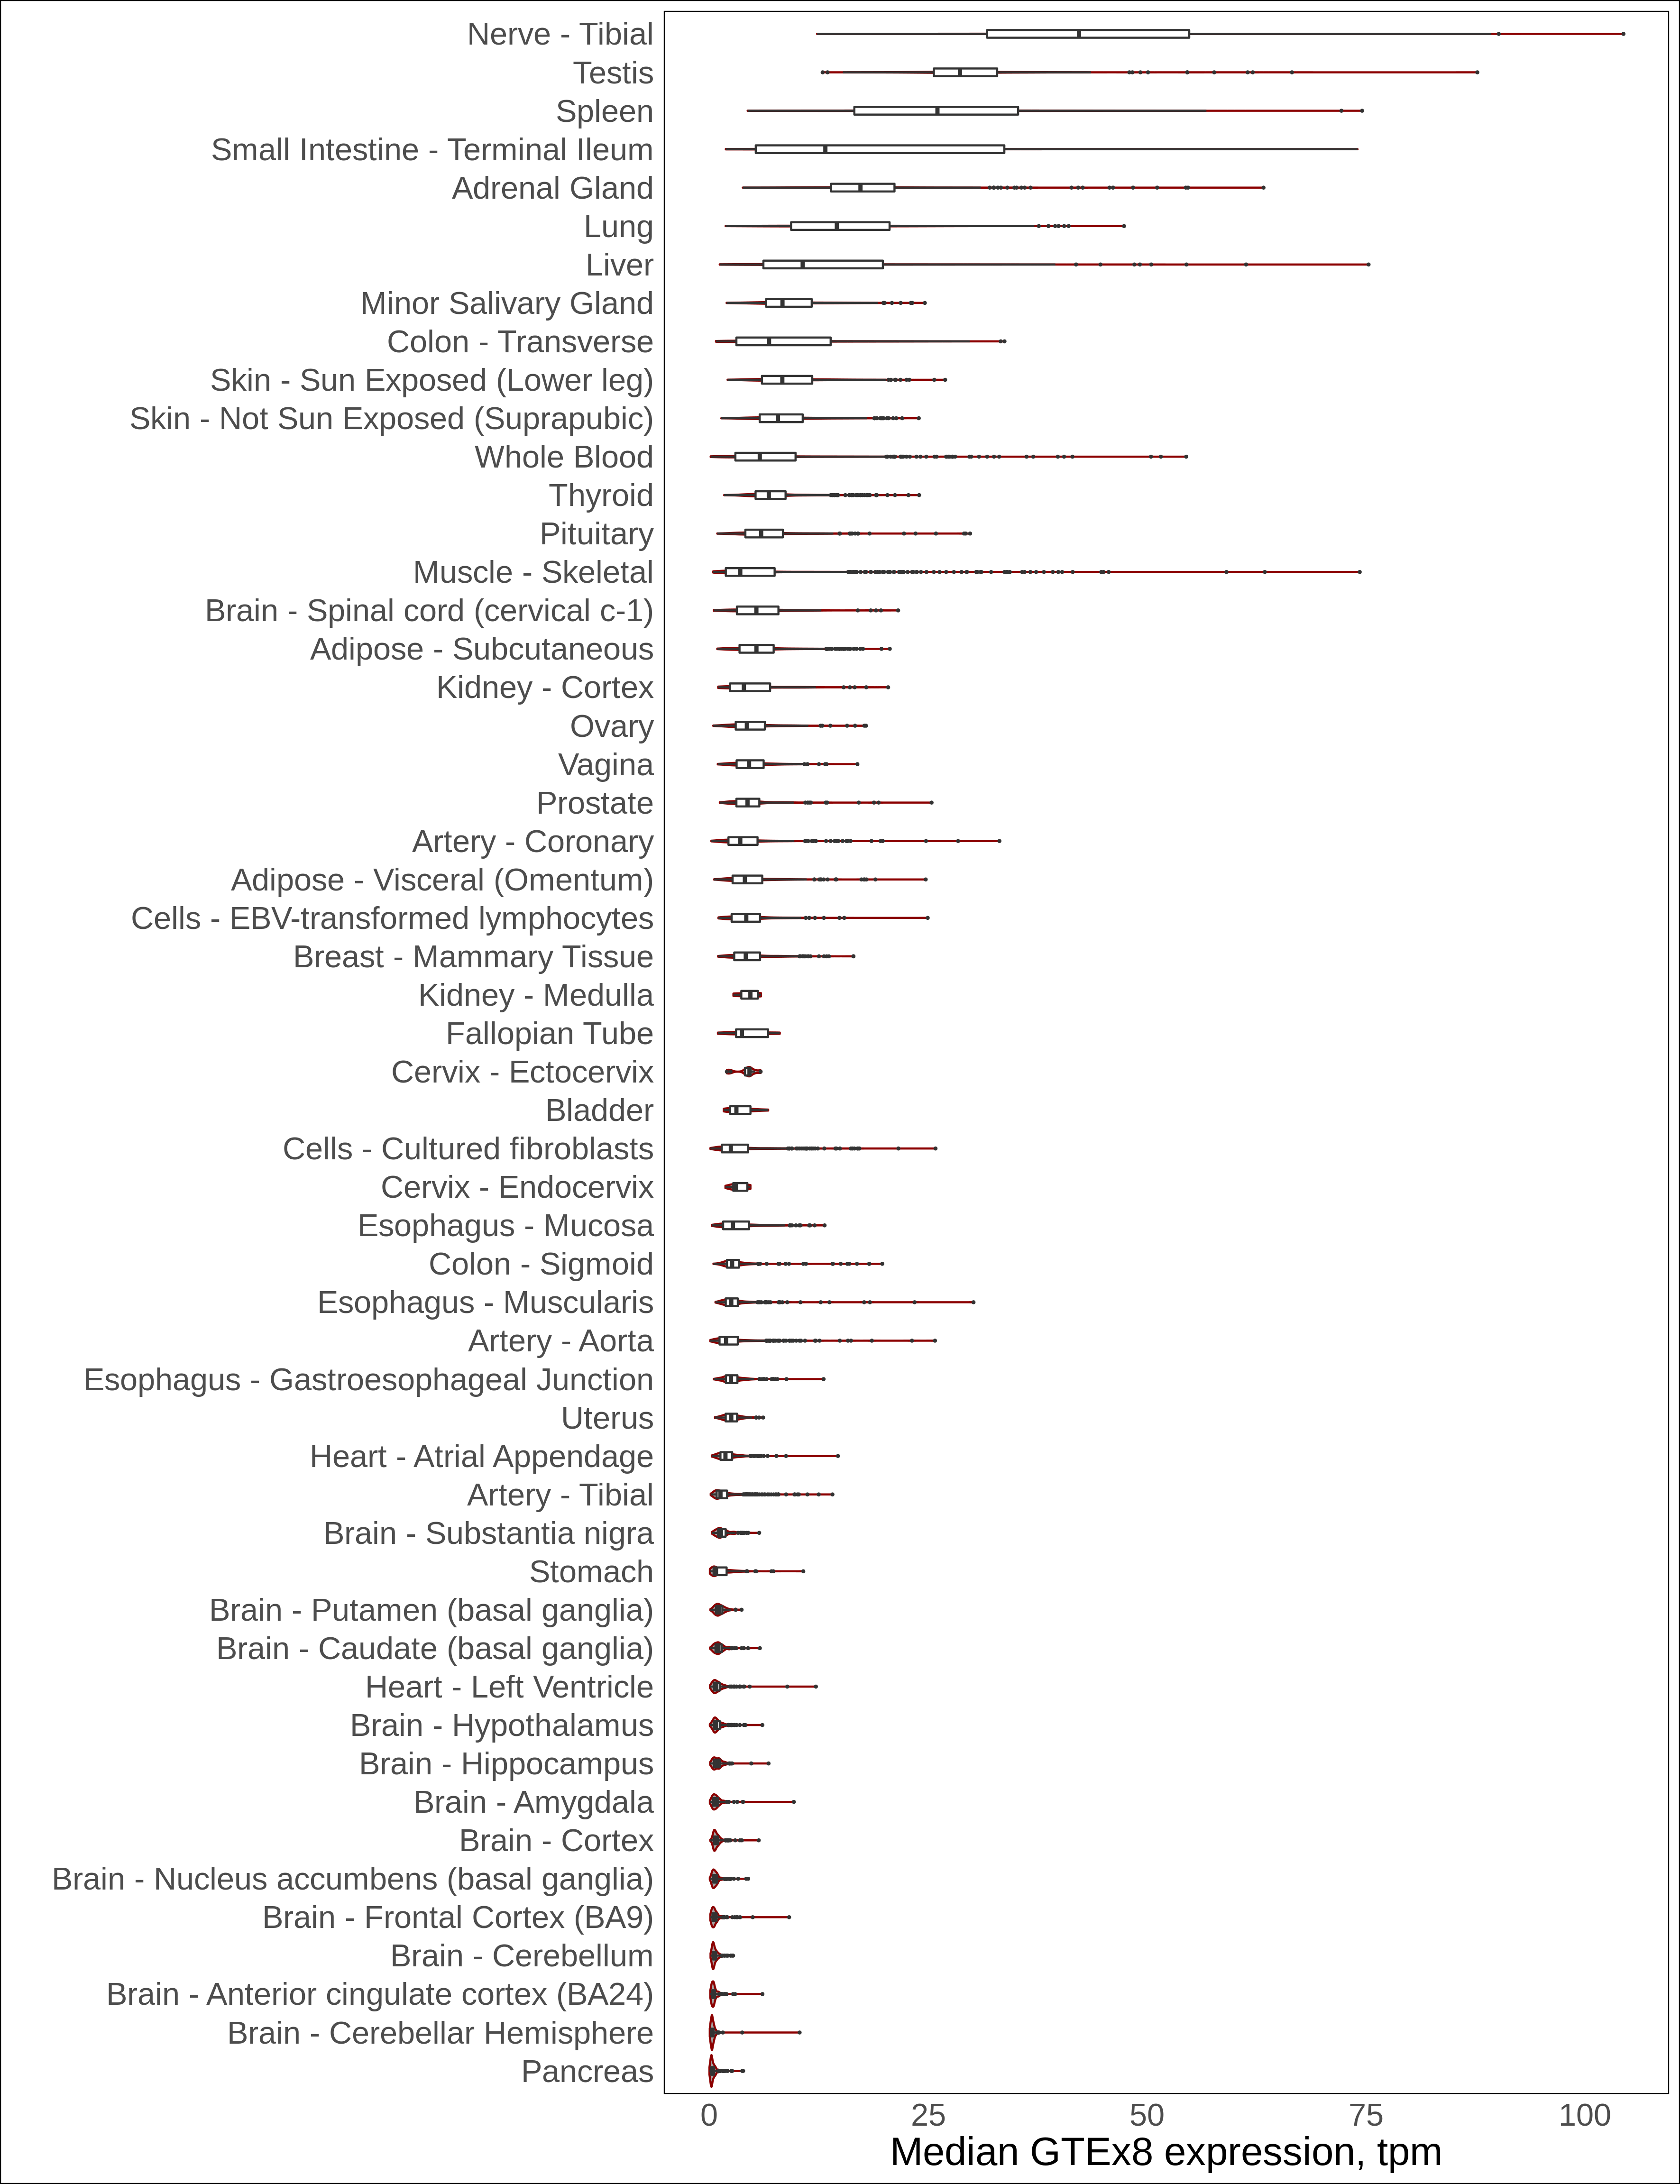 Nerve - Tibial
Testis
Spleen
Small Intestine - Terminal Ileum
Adrenal Gland
Lung
Liver
Minor Salivary Gland
Colon - Transverse
Skin - Sun Exposed (Lower leg)
Skin - Not Sun Exposed (Suprapubic)
Whole Blood
Thyroid
Pituitary
Muscle - Skeletal
Brain - Spinal cord (cervical c-1)
Adipose - Subcutaneous
Kidney - Cortex
Ovary
Vagina
Prostate
Artery - Coronary
Adipose - Visceral (Omentum)
Cells - EBV-transformed lymphocytes
Breast - Mammary Tissue
Kidney - Medulla
Fallopian Tube
Cervix - Ectocervix
Bladder
Cells - Cultured fibroblasts
Cervix - Endocervix
Esophagus - Mucosa
Colon - Sigmoid
Esophagus - Muscularis
Artery - Aorta
Esophagus - Gastroesophageal Junction
Uterus
Heart - Atrial Appendage
Artery - Tibial
Brain - Substantia nigra
Stomach
Brain - Putamen (basal ganglia)
Brain - Caudate (basal ganglia)
Heart - Left Ventricle
Brain - Hypothalamus
Brain - Hippocampus
Brain - Amygdala
Brain - Cortex
Brain - Nucleus accumbens (basal ganglia)
Brain - Frontal Cortex (BA9)
Brain - Cerebellum
Brain - Anterior cingulate cortex (BA24)
Brain - Cerebellar Hemisphere
Pancreas
0 25 50 75 100
Median GTEx8 expression, tpm